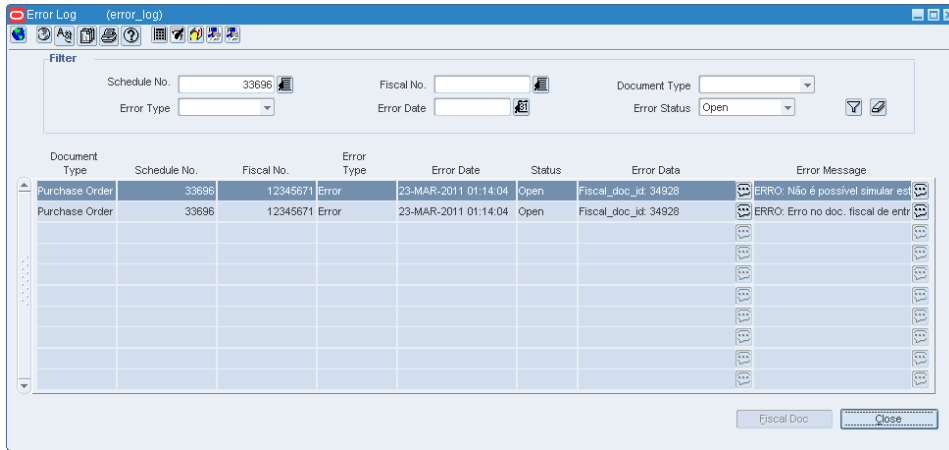 Error Log (error_log)
Filter
Schedule No. 33696 Fiscal No. Document Type
Error Type Error Date Error Status Open
Document Type Schedule No. Fiscal No. Error Type Error Date Status Error Data Error Message
Purchase Order 33696 12345671 Error 23-MAR-2011 01:14:04 Open Fiscal_doc_id: 34928 ERRO: Não é possível simular est
Purchase Order 33696 12345671 Error 23-MAR-2011 01:14:04 Open Fiscal_doc_id: 34928 ERRO: Erro no doc. fiscal de entr
Fiscal Doc Close